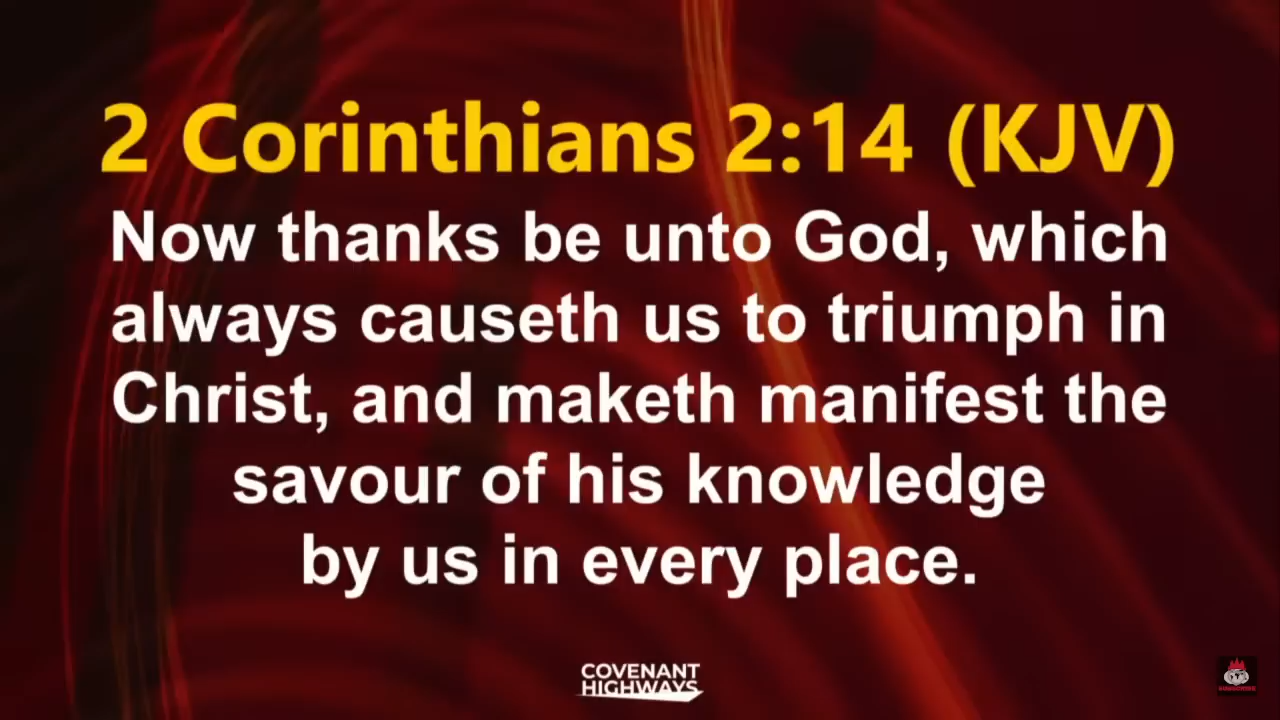 2 Corinthians 2:14 (KJV)
Now thanks be unto God, which
always causeth us to triumph in
Christ, and maketh manifest the
savour of his knowledge
by us in every place.
COVENANT
HIGHWAYS